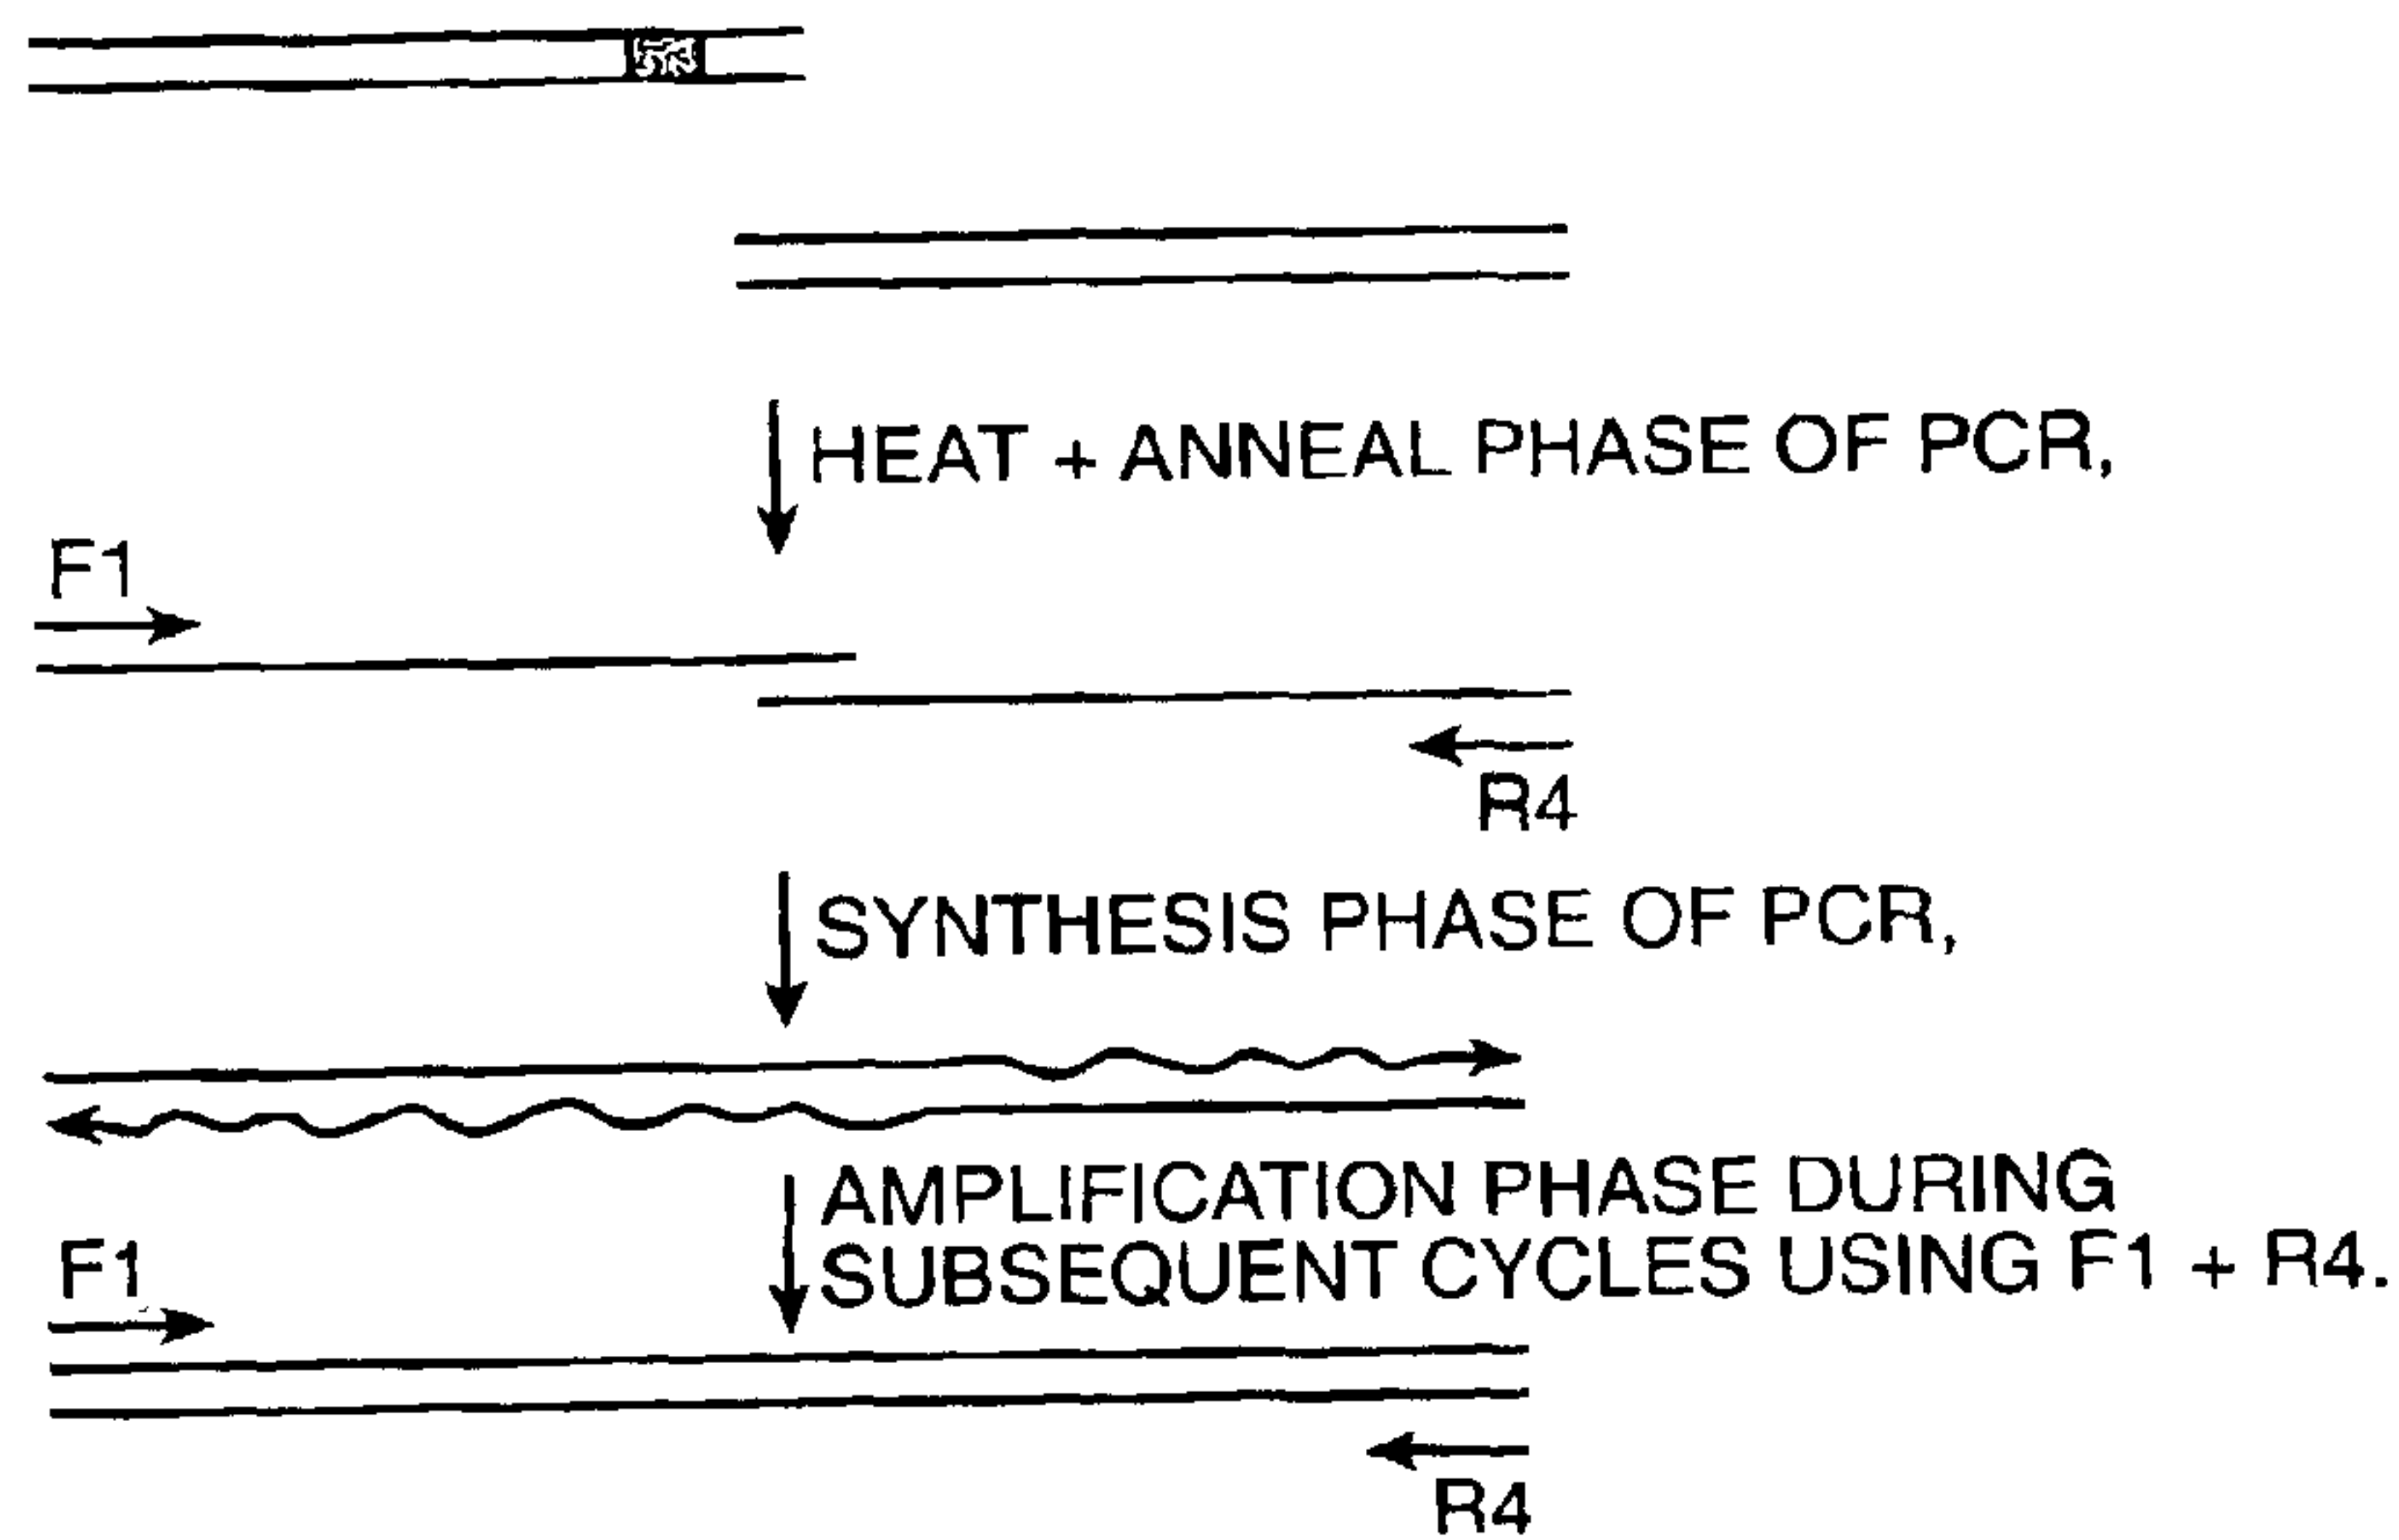 HEAT + ANNEAL PHASE OF PCR,
F1
R4
SYNTHESIS PHASE OF PCR,
AMPLIFICATION PHASE DURING
SUBSEQUENT CYCLES USING F1 + R4.
F1
R4